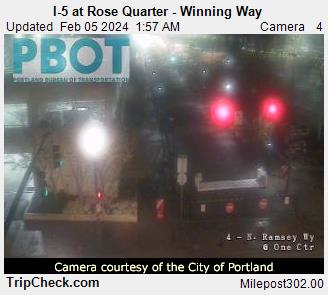 I-5 at Rose Quarter - Winning Way
Updated Feb 05 2024 1:57 AM Camera 4
PBOT
PORTLAND BUREAU OF TRANSPORTATION
4 - N. Ramsey Wy
@ One Ctr
Camera courtesy of the City of Portland
TripCheck.com Milepost302.00